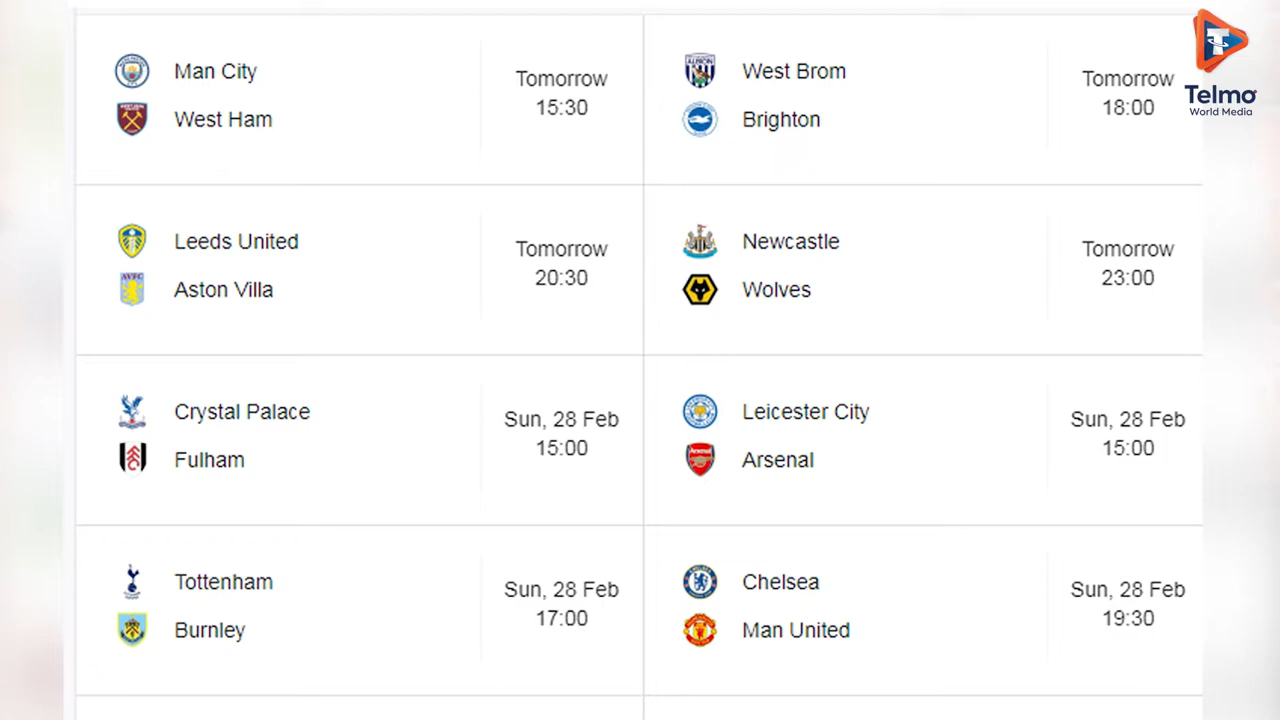 Man City
West Ham
Tomorrow
15:30
West Brom
Brighton
Tomorrow
18:00
Telmo
World Media
Leeds United
Aston Villa
Tomorrow
20:30
Newcastle
Wolves
Tomorrow
23:00
Crystal Palace
Fulham
Sun, 28 Feb
15:00
Leicester City
Arsenal
Sun, 28 Feb
15:00
Tottenham
Burnley
Sun, 28 Feb
17:00
Chelsea
Man United
Sun, 28 Feb
19:30